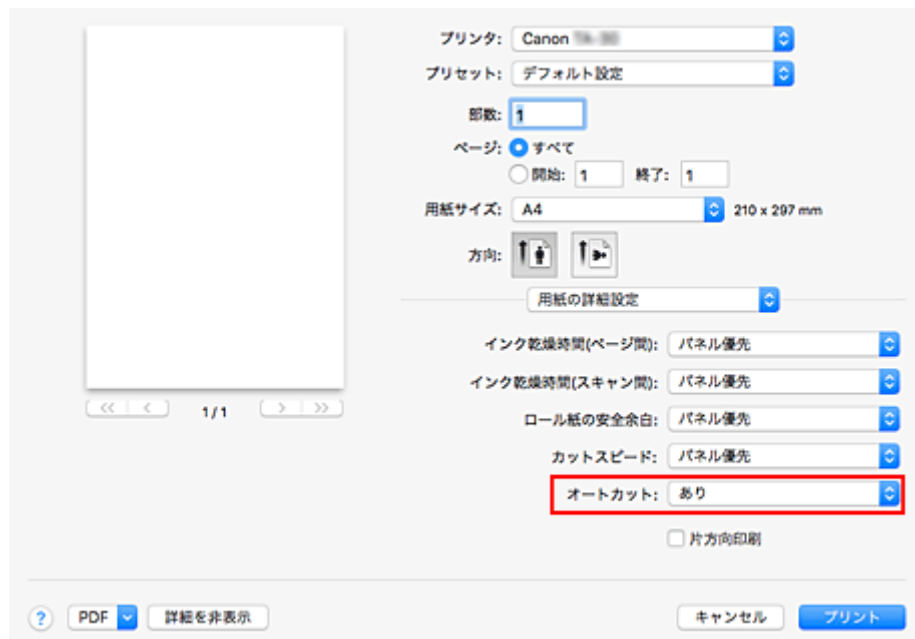 プリンタ: Canon
プリセット: デフォルト設定
部数: 1
ページ: すべて
開始: 1 終了: 1
用紙サイズ: A4 210 x 297 mm
方向:
用紙の詳細設定
インク乾燥時間(ページ間): パネル優先
インク乾燥時間(スキャン間): パネル優先
ロール紙の安全余白: パネル優先
カットスピード: パネル優先
オートカット: あり
片方向印刷
1/1
? PDF 詳細を非表示 キャンセル プリント